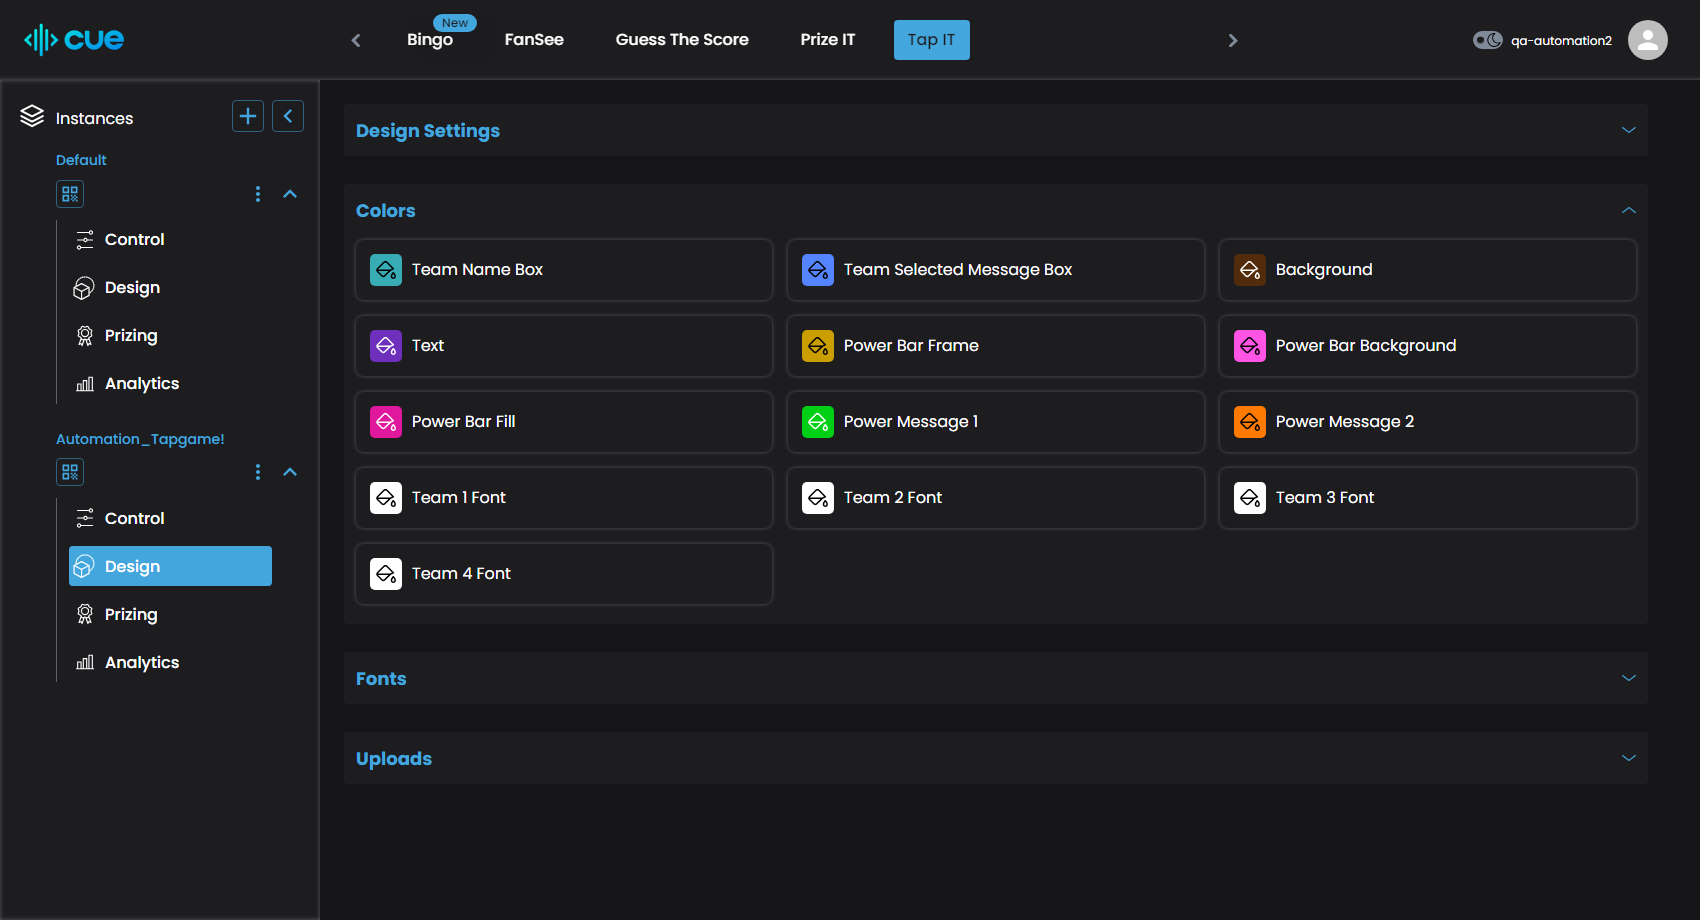 cue
Bingo
New
FanSee
Guess The Score
Prize IT
Tap IT
qa-automation2
Instances
Default
Control
Design
Prizing
Analytics
Automation_Tapgame!
Control
Design
Prizing
Analytics
Design Settings
Colors
Team Name Box
Team Selected Message Box
Background
Text
Power Bar Frame
Power Bar Background
Power Bar Fill
Power Message 1
Power Message 2
Team 1 Font
Team 2 Font
Team 3 Font
Team 4 Font
Fonts
Uploads